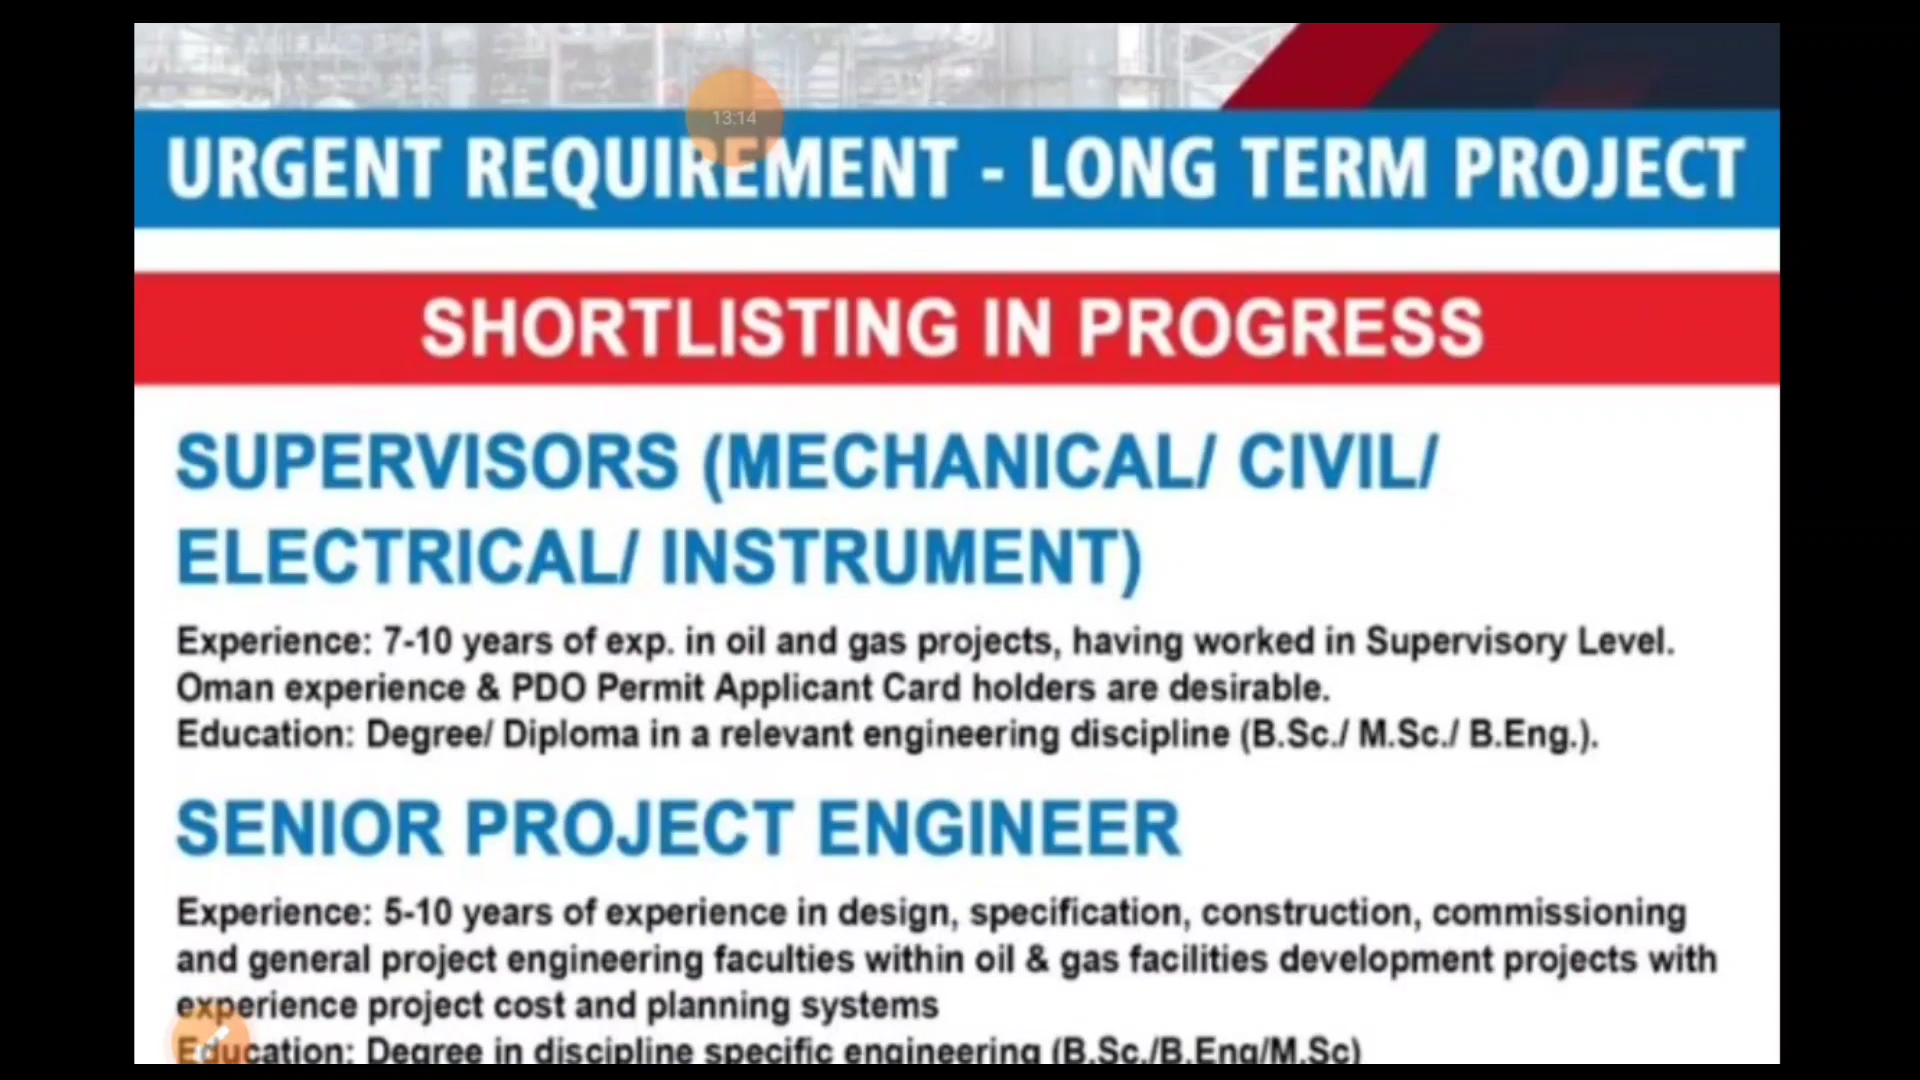 13:14
URGENT REQUIREMENT - LONG TERM PROJECT
SHORTLISTING IN PROGRESS
SUPERVISORS (MECHANICAL/ CIVIL/
ELECTRICAL/ INSTRUMENT)
Experience: 7-10 years of exp. in oil and gas projects, having worked in Supervisory Level.
Oman experience & PDO Permit Applicant Card holders are desirable.
Education: Degree/ Diploma in a relevant engineering discipline (B.Sc./ M.Sc./ B.Eng.).
SENIOR PROJECT ENGINEER
Experience: 5-10 years of experience in design, specification, construction, commissioning
and general project engineering faculties within oil & gas facilities development projects with
experience project cost and planning systems
Education: Degree in discipline specific engineering (B.Sc./B.Eng/M.Sc)